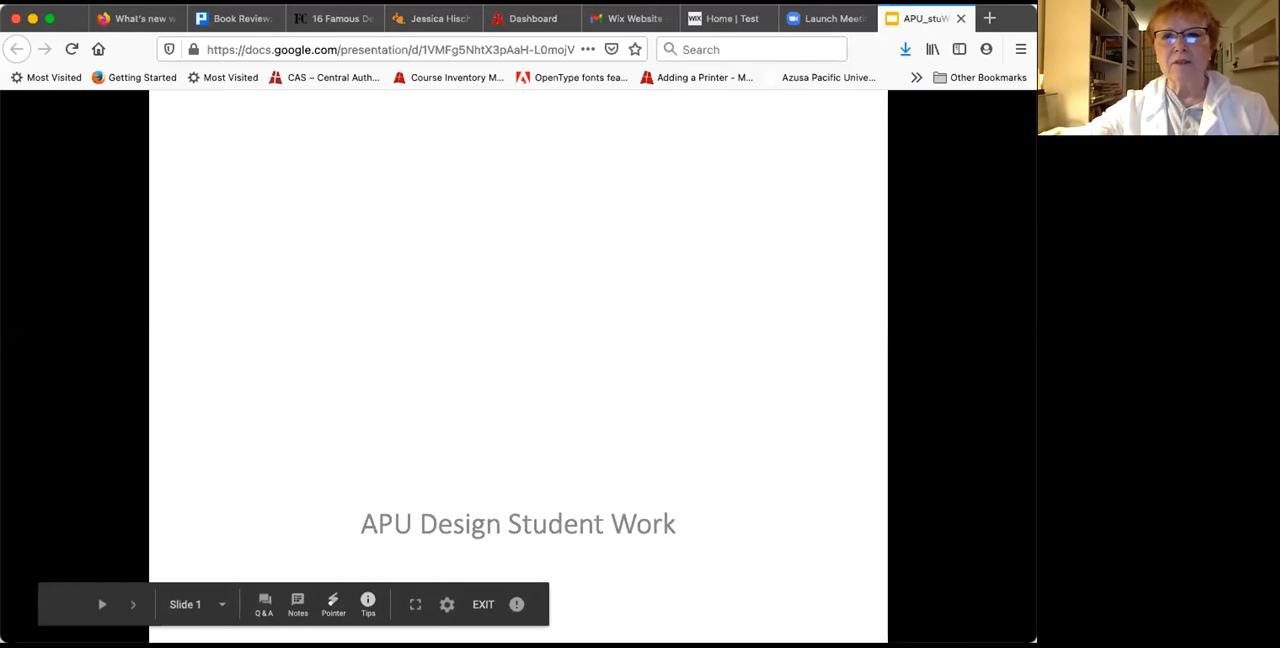 What's new w
Book Review:
16 Famous De
Jessica Hisch
Dashboard
Wix Website
Home | Test
Launch Meeti
APU_stuW
https://docs.google.com/presentation/d/1VMFg5NhtX3pAaH-L0mojV
Search
Most Visited
Getting Started
Most Visited
CAS – Central Auth...
Course Inventory M...
OpenType fonts fea...
Adding a Printer - M...
Azusa Pacific Unive...
Other Bookmarks
APU Design Student Work
Slide 1
Q & A
Notes
Pointer
Tips
EXIT